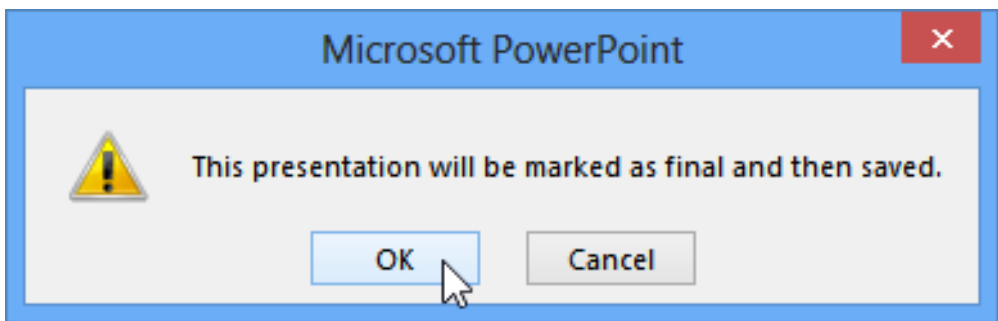 Microsoft PowerPoint
This presentation will be marked as final and then saved.
OK
Cancel